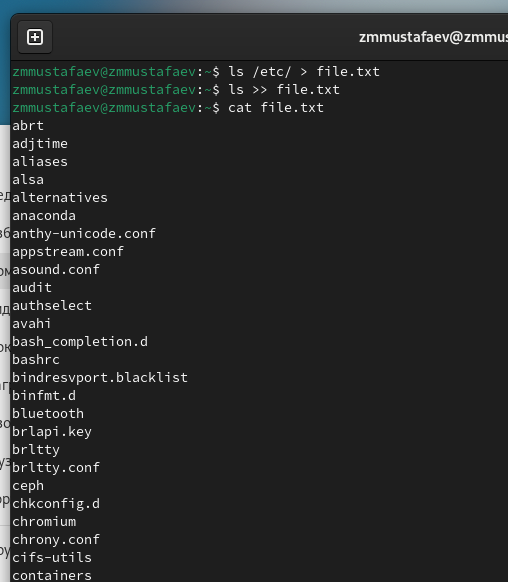 zmmustafaev@zmmus
zmmustafaev@zmmustafaev:~$ ls /etc/ > file.txt
zmmustafaev@zmmustafaev:~$ ls >> file.txt
zmmustafaev@zmmustafaev:~$ cat file.txt
abrt
adjtime
aliases
alsa
alternatives
anaconda
anthy-unicode.conf
appstream.conf
asound.conf
audit
authselect
avahi
bash_completion.d
bashrc
bindresvport.blacklist
binfmt.d
bluetooth
brlapi.key
brltty
brltty.conf
ceph
chkconfig.d
chromium
chrony.conf
cifs-utils
containers